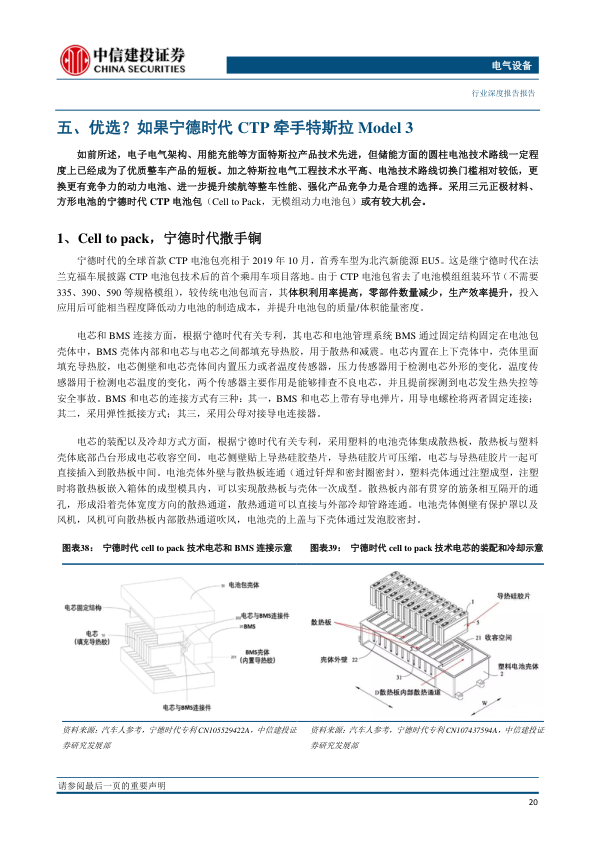 中信建投证券
CHINA SECURITIES
电气设备
行业深度报告报告
五、优选？如果宁德时代 CTP 牵手特斯拉 Model 3
如前所述，电子电气架构、用能充能等方面特斯拉产品技术先进，但储能方面的圆柱电池技术路线一定程
度上已经成为了优质整车产品的短板。加之特斯拉电气工程技术水平高、电池技术路线切换门槛相对较低，更
换更有竞争力的动力电池、进一步提升续航等整车性能、强化产品竞争力是合理的选择。采用三元正极材料、
方形电池的宁德时代 CTP 电池包（Cell to Pack，无模组动力电池包）或有较大机会。
1、Cell to pack，宁德时代撒手锏
宁德时代的全球首款 CTP 电池包亮相于 2019 年 10 月，首秀车型为北汽新能源 EU5。这是继宁德时代在法
兰克福车展披露 CTP 电池包技术后的首个乘用车项目落地。由于 CTP 电池包省去了电池模组组装环节（不需要
335、390、590 等规格模组），较传统电池包而言，其体积利用率提高，零部件数量减少，生产效率提升，投入
应用后可能相当程度降低动力电池的制造成本，并提升电池包的质量/体积能量密度。
电芯和 BMS 连接方面，根据宁德时代有关专利，其电芯和电池管理系统 BMS 通过固定结构固定在电池包
壳体中，BMS 壳体内部和电芯与电芯之间都填充导热胶，用于散热和减震。电芯内置在上下壳体中，壳体里面
填充导热胶，电芯侧壁和电芯壳体间内置压力或者温度传感器，压力传感器用于检测电芯外形的变化，温度传
感器用于检测电芯温度的变化，两个传感器主要作用是能够排查不良电芯，并且提前探测到电芯发生热失控等
安全事故。BMS 和电芯的连接方式有三种：其一，BMS 和电芯上带有导电弹片，用导电螺栓将两者固定连接；
其二，采用弹性抵接方式；其三，采用公母对接导电连接器。
电芯的装配以及冷却方式方面，根据宁德时代有关专利，采用塑料的电池壳体集成散热板，散热板与塑料
壳体底部凸台形成电芯收容空间，电芯侧壁贴上导热硅胶垫片，导热硅胶片可压缩，电芯与导热硅胶片一起可
直接插入到散热板中间。电池壳体外壁与散热板连通（通过钎焊和密封圈密封），塑料壳体通过注塑成型，注塑
时将散热板嵌入箱体的成型模具内，可以实现散热板与壳体一次成型。散热板内部有贯穿的筋条相互隔开的通
孔，形成沿着壳体宽度方向的散热通道，散热通道可以直接与外部冷却管路连通。电池壳体侧壁有保护罩以及
风机，风机可向散热板内部散热通道吹风，电池壳的上盖与下壳体通过发泡胶密封。
图表38： 宁德时代 cell to pack 技术电芯和 BMS 连接示意
图表39： 宁德时代 cell to pack 技术电芯的装配和冷却示意
电池包壳体
电芯固定结构
电芯与BMS连接件
BMS
电芯
（填充导热胶）
BMS壳体
（内置导热胶）
电芯与BMS连接件
导热硅胶片
1
5
散热板
21 收容空间
壳体外壁 22
塑料电池壳体
2
31
D散热板内部散热通道
W
资料来源：汽车人参考，宁德时代专利 CN105529422A，中信建投证
券研究发展部
资料来源：汽车人参考，宁德时代专利 CN107437594A，中信建投证
券研究发展部
请参阅最后一页的重要声明
20